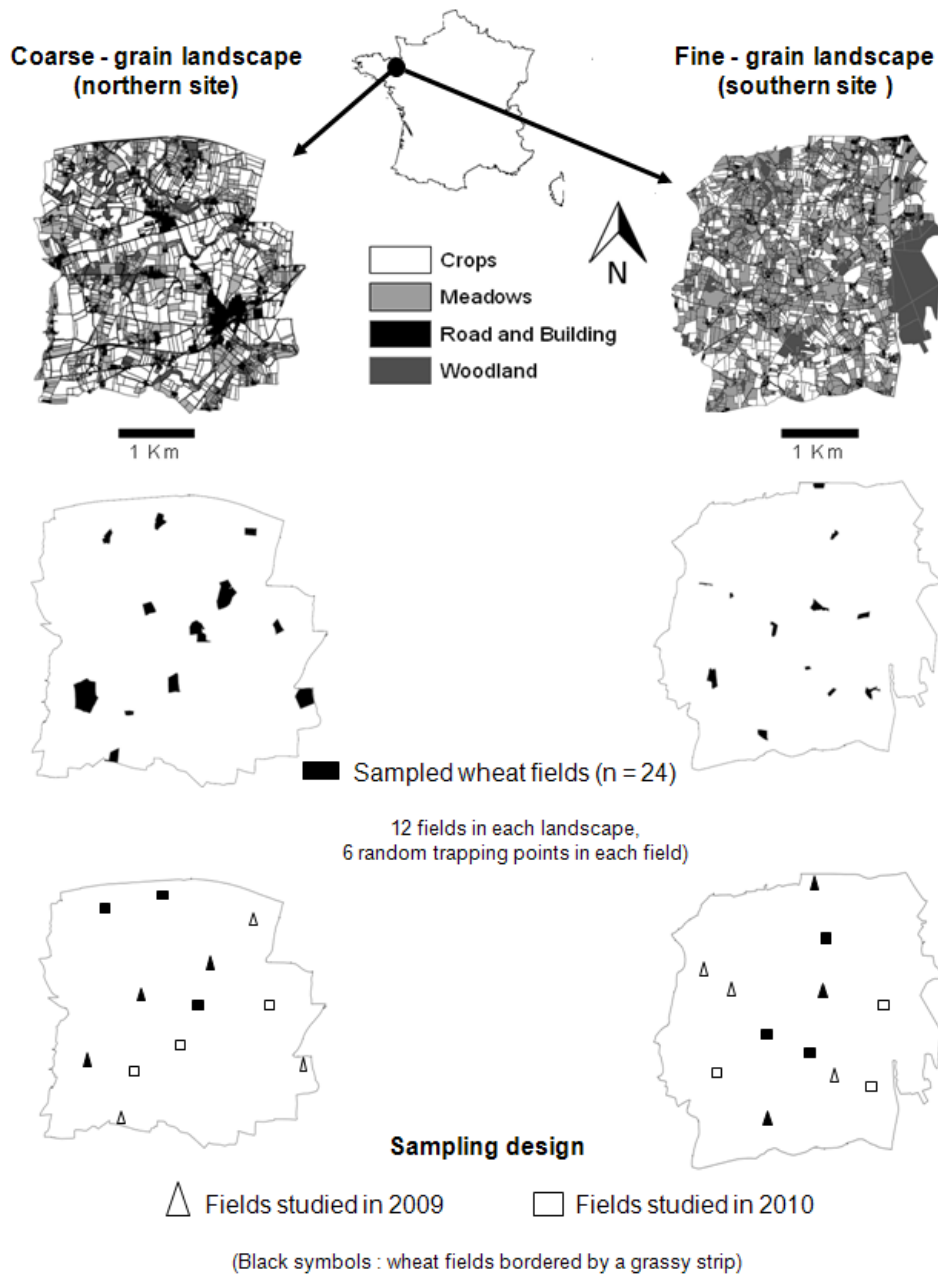 Coarse - grain landscape
(northern site)
Fine - grain landscape
(southern site )
N
Crops
Meadows
Road and Building
Woodland
1 Km
1 Km
Sampled wheat fields (n = 24)
12 fields in each landscape,
6 random trapping points in each field)
Sampling design
Fields studied in 2009
Fields studied in 2010
(Black symbols : wheat fields bordered by a grassy strip)